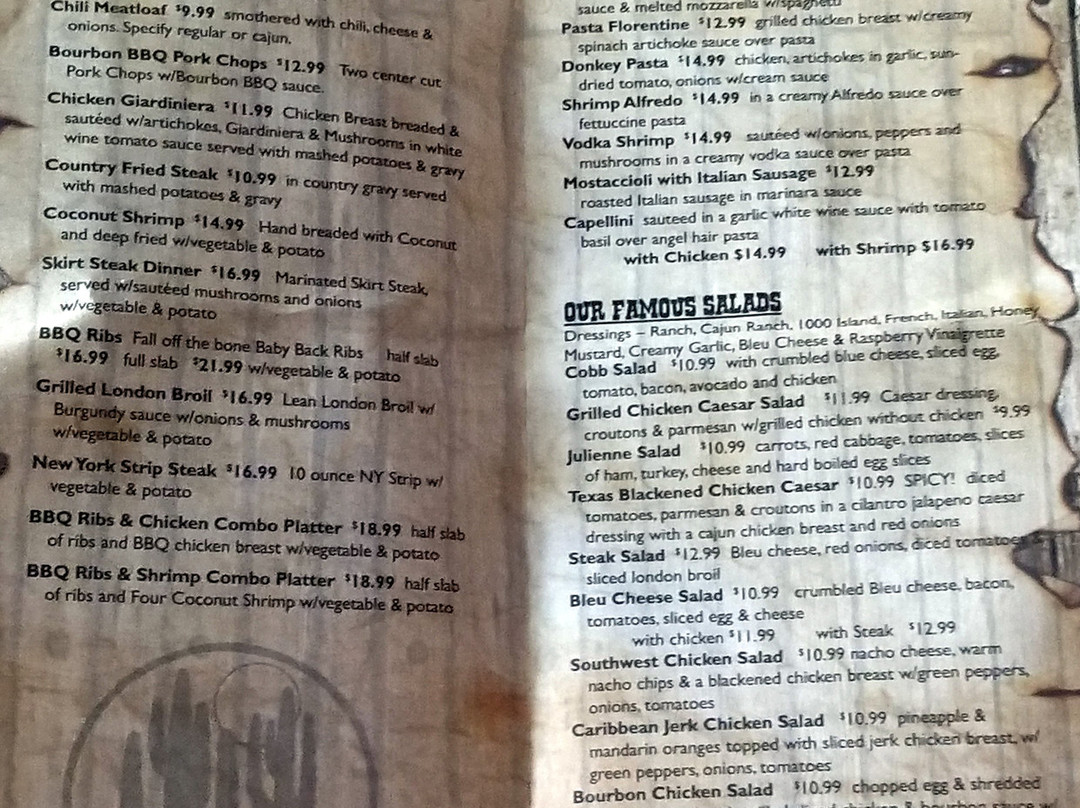 Chili Meatloaf $9.99 smothered with chili, cheese &
onions. Specify regular or cajun.
Bourbon BBQ Pork Chops $12.99 Two center cut
Pork Chops w/Bourbon BBQ sauce.
Chicken Giardiniera $11.99 Chicken Breast breaded &
sautéed w/artichokes, Giardiniera & Mushrooms in white
wine tomato sauce served with mashed potatoes & gravy
Country Fried Steak $10.99 in country gravy served
with mashed potatoes & gravy
Coconut Shrimp $14.99 Hand breaded with Coconut
and deep fried w/vegetable & potato
Skirt Steak Dinner $16.99 Marinated Skirt Steak,
served w/sautéed mushrooms and onions
w/vegetable & potato
BBQ Ribs Fall off the bone Baby Back Ribs half slab
$16.99 full slab $21.99 w/vegetable & potato
Grilled London Broil $16.99 Lean London Broil w/
Burgundy sauce w/onions & mushrooms
w/vegetable & potato
New York Strip Steak $16.99 10 ounce NY Strip w/
vegetable & potato
BBQ Ribs & Chicken Combo Platter $18.99 half slab
of ribs and BBQ chicken breast w/vegetable & potato
BBQ Ribs & Shrimp Combo Platter $18.99 half slab
of ribs and Four Coconut Shrimp w/vegetable & potato
sauce & melted mozzarella w/spaghetti
Pasta Florentine $12.99 grilled chicken breast w/creamy
spinach artichoke sauce over pasta
Donkey Pasta $14.99 chicken, artichokes in garlic, sun-
dried tomato, onions w/cream sauce
Shrimp Alfredo $14.99 in a creamy Alfredo sauce over
fettuccine pasta
Vodka Shrimp $14.99 sautéed w/onions, peppers and
mushrooms in a creamy vodka sauce over pasta
Mostaccioli with Italian Sausage $12.99
roasted Italian sausage in marinara sauce
Capellini sauteed in a garlic white wine sauce with tomato
basil over angel hair pasta
with Chicken $14.99 with Shrimp $16.99
OUR FAMOUS SALADS
Dressings – Ranch, Cajun Ranch, 1000 Island, French, Italian, Honey
Mustard, Creamy Garlic, Bleu Cheese & Raspberry Vinaigrette
Cobb Salad $10.99 with crumbled blue cheese, sliced egg,
tomato, bacon, avocado and chicken
Grilled Chicken Caesar Salad $11.99 Caesar dressing,
croutons & parmesan w/grilled chicken without chicken $9.99
Julienne Salad $10.99 carrots, red cabbage, tomatoes, slices
of ham, turkey, cheese and hard boiled egg slices
Texas Blackened Chicken Caesar $10.99 SPICY! diced
tomatoes, parmesan & croutons in a cilantro jalapeno caesar
dressing with a cajun chicken breast and red onions
Steak Salad $12.99 Bleu cheese, red onions, diced tomatoes
sliced london broil
Bleu Cheese Salad $10.99 crumbled Bleu cheese, bacon,
tomatoes, sliced egg & cheese
with chicken $11.99 with Steak $12.99
Southwest Chicken Salad $10.99 nacho cheese, warm
nacho chips & a blackened chicken breast w/green peppers,
onions, tomatoes
Caribbean Jerk Chicken Salad $10.99 pineapple &
mandarin oranges topped with sliced jerk chicken breast, w/
green peppers, onions, tomatoes
Bourbon Chicken Salad $10.99 chopped egg & shredded